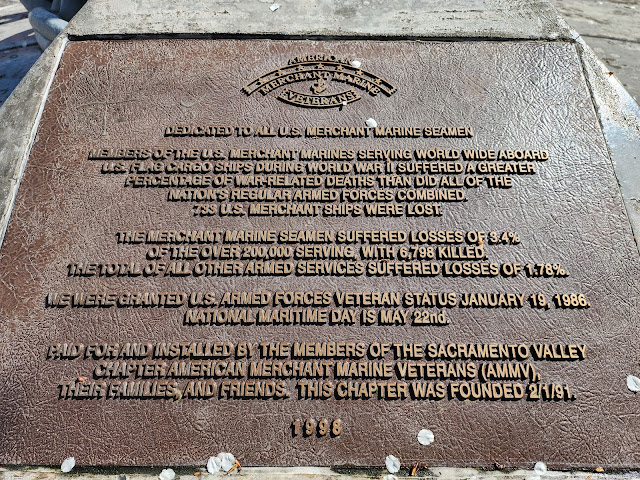 AMERICAN
MERCHANT MARINE
VETERANS
DEDICATED TO ALL U.S. MERCHANT MARINE SEAMEN
MEMBERS OF THE U.S. MERCHANT MARINES SERVING WORLD WIDE ABOARD
U.S. FLAG CARGO SHIPS DURING WORLD WAR II SUFFERED A GREATER
PERCENTAGE OF WAR-RELATED DEATHS THAN DID ALL OF THE
NATION'S REGULAR ARMED FORCES COMBINED.
733 U.S. MERCHANT SHIPS WERE LOST.
THE MERCHANT MARINE SEAMEN SUFFERED LOSSES OF 3.4%
OF THE OVER 200,000 SERVING, WITH 6,798 KILLED.
THE TOTAL OF ALL OTHER ARMED SERVICES SUFFERED LOSSES OF 1.78%.
WE WERE GRANTED U.S. ARMED FORCES VETERAN STATUS JANUARY 19, 1986.
NATIONAL MARITIME DAY IS MAY 22nd.
PAID FOR AND INSTALLED BY THE MEMBERS OF THE SACRAMENTO VALLEY
CHAPTER AMERICAN MERCHANT MARINE VETERANS (AMMV),
THEIR FAMILIES, AND FRIENDS. THIS CHAPTER WAS FOUNDED 2/1/91.
1996